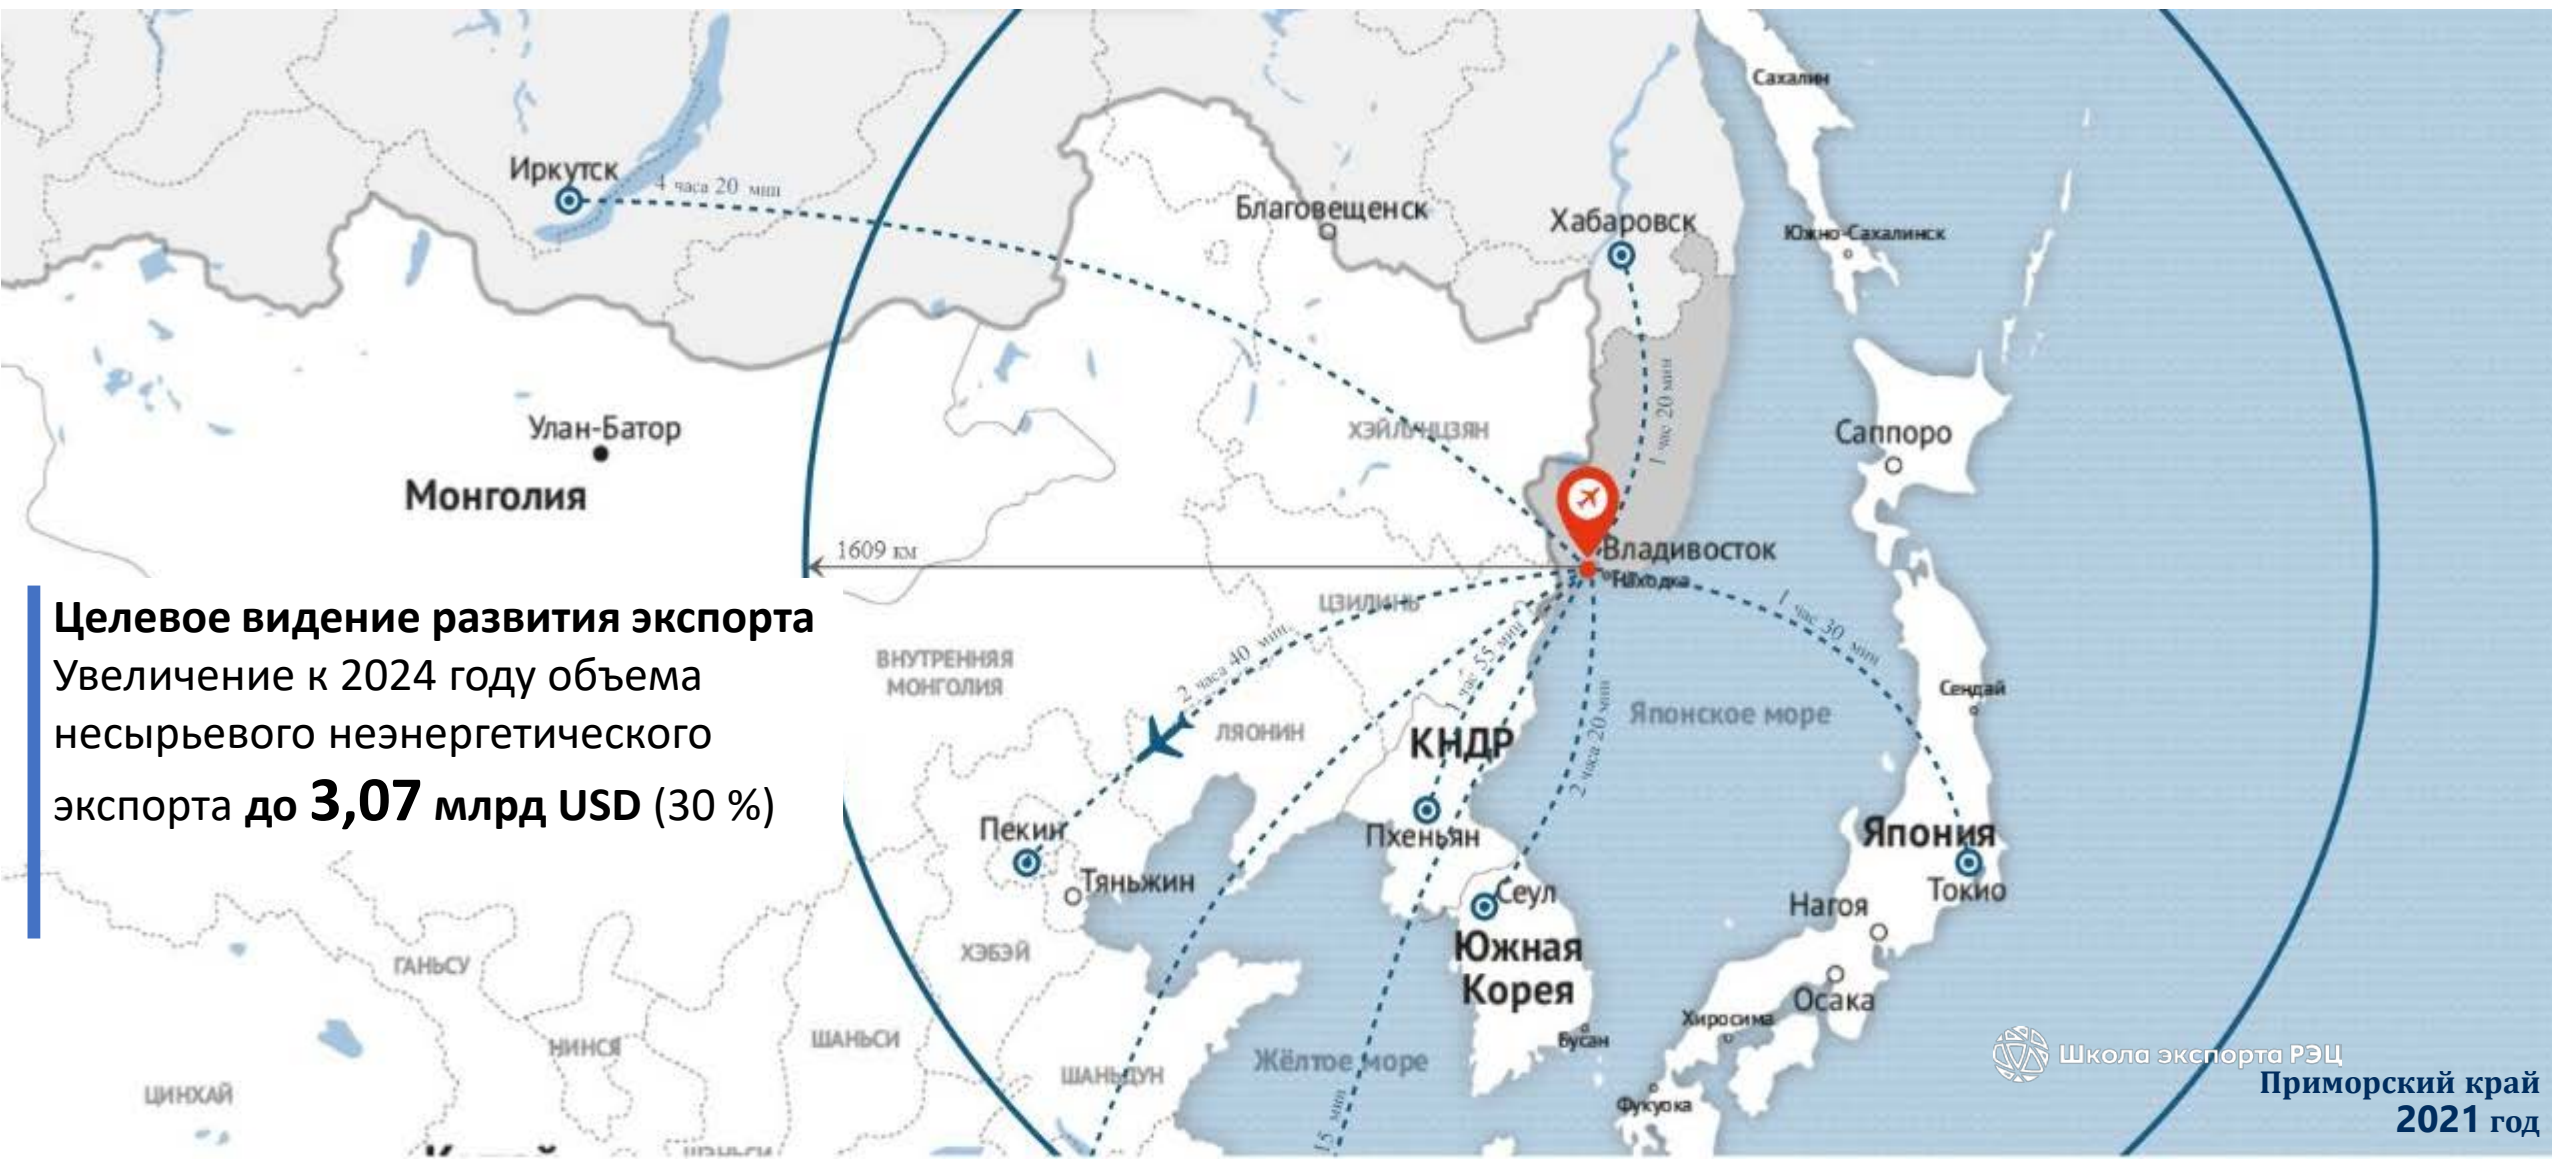 Сахалин
Иркутск
4 часа 20 мин
Благовещенск
Хабаровск
Южно-Сахалинск
1 час 20 мин
Улан-Батор
Монголия
ХЭЙЛУНЦЗЯН
Саппоро
1609 км
Владивосток
Находка
Целевое видение развития экспорта
Увеличение к 2024 году объема
несырьевого неэнергетического
экспорта до 3,07 млрд USD (30 %)
ЦЗИЛИНЬ
1 час 30 мин
ВНУТРЕННЯЯ
МОНГОЛИЯ
2 часа 40 мин
1 час 55 мин
2 часа 20 мин
Сендай
Японское море
ЛЯОНИН
КНДР
Пекин
Пхеньян
Япония
Тяньжин
Сеул
Токио
Нагоя
ХЭБЭЙ
Южная
Корея
ГАНЬСУ
Осака
Хиросима
ШАНЬСИ
НИНСЯ
Бусан
Жёлтое море
ШАНЬДУН
ЦИНХАЙ
Фукуока
15 мин
Школа экспорта РЭЦ
Приморский край
2021 год